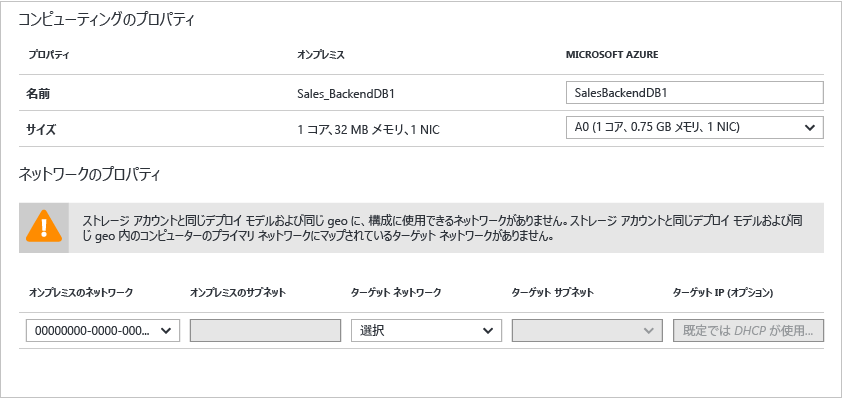 コンピューティングのプロパティ
プロパティ オンプレミス MICROSOFT AZURE
名前 Sales_BackendDB1 SalesBackendDB1
サイズ 1 コア、32 MB メモリ、1 NIC A0 (1 コア、0.75 GB メモリ、1 NIC)
ネットワークのプロパティ
ストレージ アカウントと同じデプロイ モデルおよび同じ geo に、構成に使用できるネットワークがありません。ストレージ アカウントと同じデプロイ モデルおよび同
じ geo 内のコンピューターのプライマリ ネットワークにマップされているターゲット ネットワークがありません。
オンプレミスのネットワーク オンプレミスのサブネット ターゲット ネットワーク ターゲット サブネット ターゲット IP (オプション)
00000000-0000-000... 選択 既定では DHCP が使用...